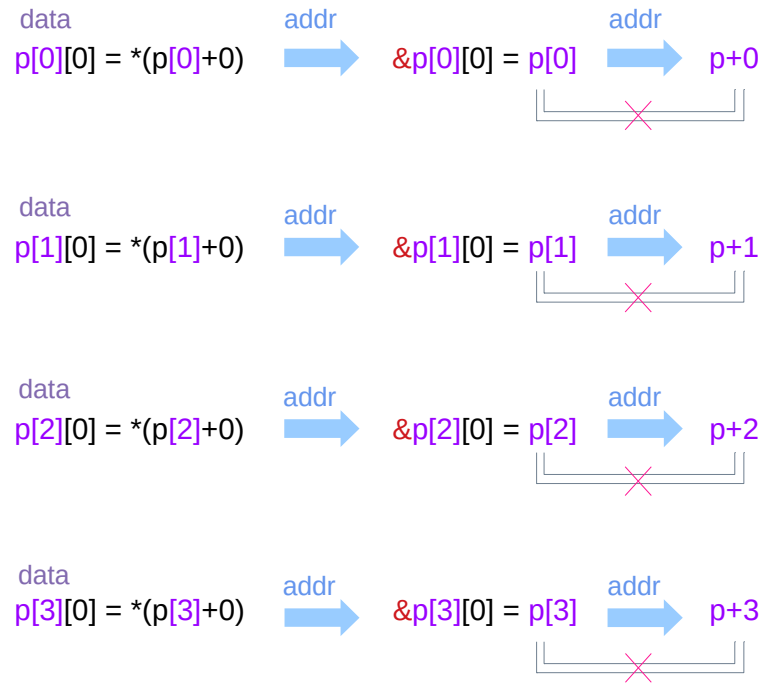 data addr addr
p[0][0] = *(p[0]+0) &p[0][0] = p[0] p+0
data addr addr
p[1][0] = *(p[1]+0) &p[1][0] = p[1] p+1
data addr addr
p[2][0] = *(p[2]+0) &p[2][0] = p[2] p+2
data addr addr
p[3][0] = *(p[3]+0) &p[3][0] = p[3] p+3